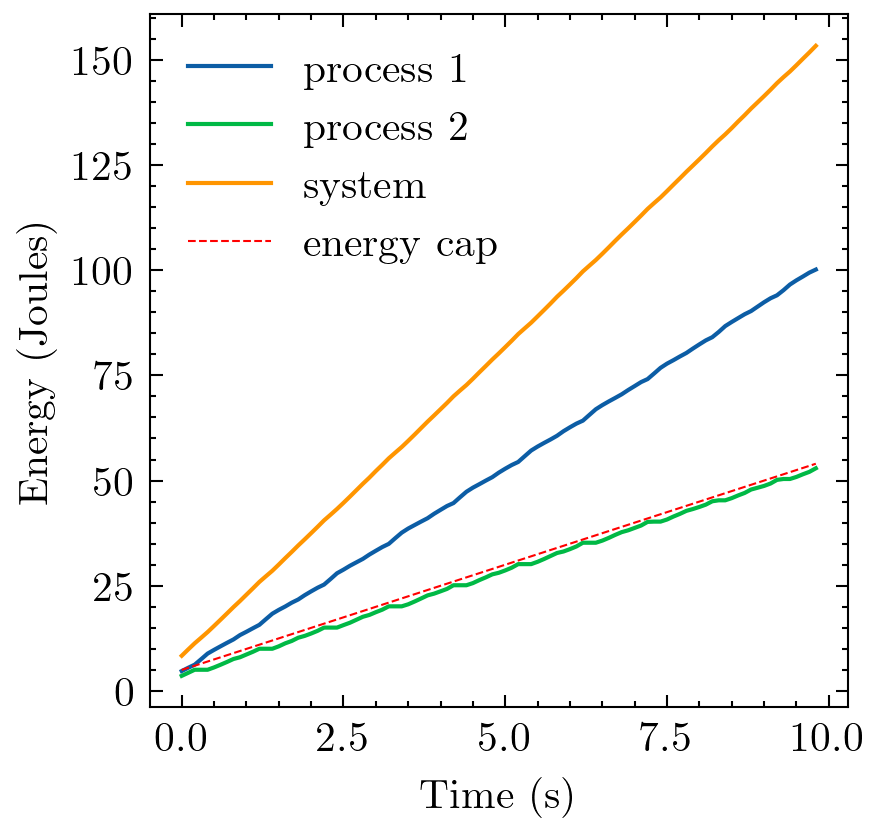 process 1
process 2
system
energy cap
150
125
100
75
50
25
0
Energy (Joules)
0.0 2.5 5.0 7.5 10.0
Time (s)